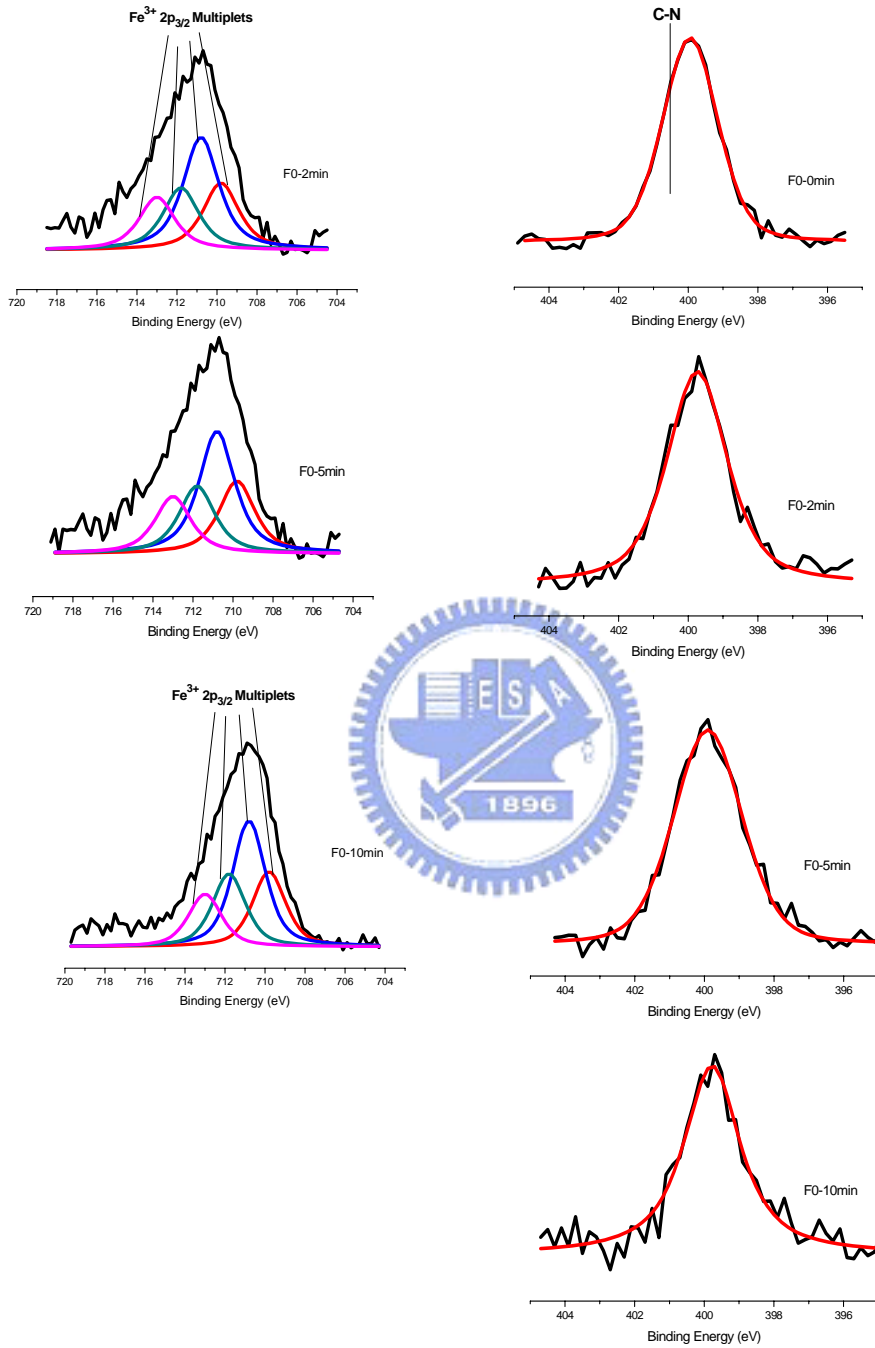 Fe³⁺ 2p₃/₂ Multiplets
F0-2min
720 718 716 714 712 710 708 706 704
Binding Energy (eV)
F0-5min
720 718 716 714 712 710 708 706 704
Binding Energy (eV)
Fe³⁺ 2p₃/₂ Multiplets
F0-10min
720 718 716 714 712 710 708 706 704
Binding Energy (eV)
C-N
F0-0min
404 402 400 398 396
Binding Energy (eV)
F0-2min
404 402 400 398 396
Binding Energy (eV)
E S A
1896
F0-5min
404 402 400 398 396
Binding Energy (eV)
F0-10min
404 402 400 398 396
Binding Energy (eV)